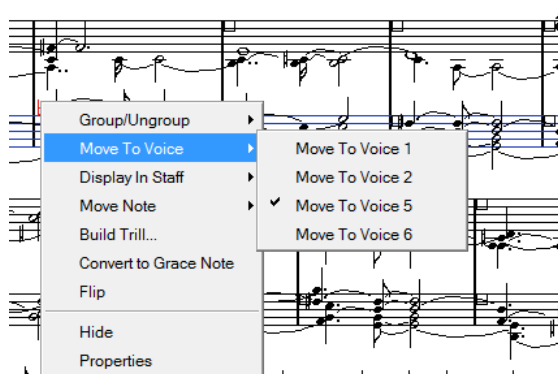 Group/Ungroup
Move To Voice
Display In Staff
Move Note
Build Trill...
Convert to Grace Note
Flip
Hide
Properties
Move To Voice 1
Move To Voice 2
Move To Voice 5
Move To Voice 6